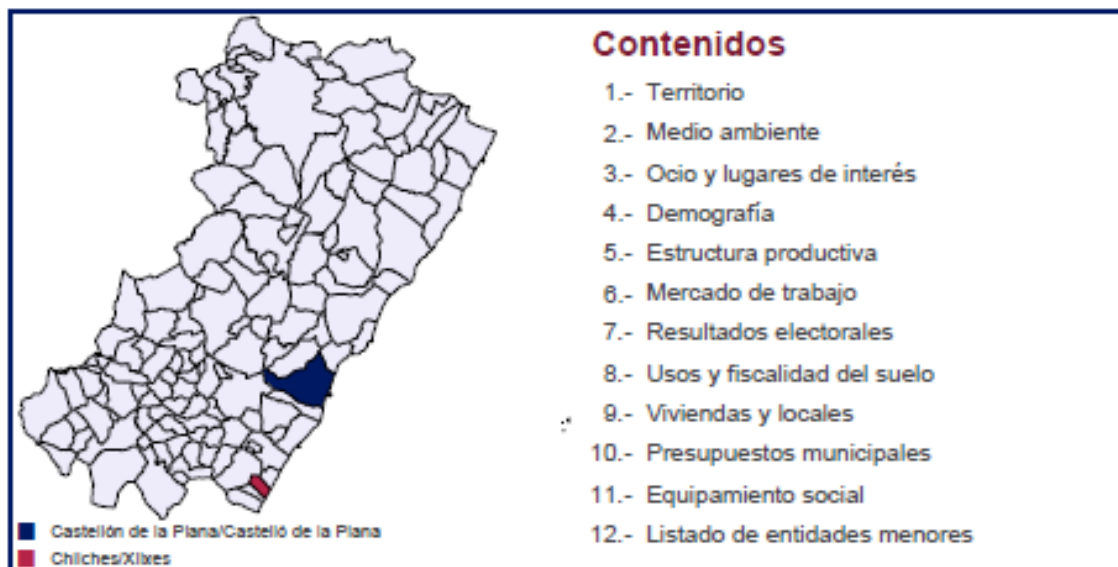 Contenidos
1.- Territorio
2.- Medio ambiente
3.- Ocio y lugares de interés
4.- Demografía
5.- Estructura productiva
6.- Mercado de trabajo
7.- Resultados electorales
8.- Usos y fiscalidad del suelo
9.- Viviendas y locales
10.- Presupuestos municipales
11.- Equipamiento social
12.- Listado de entidades menores
Castellón de la Plana/Castelló de la Plana
Chilches/Xilxes